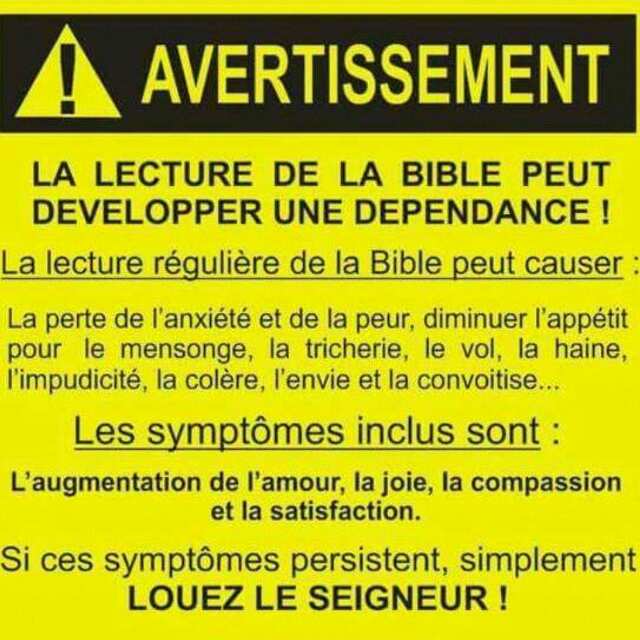 AVERTISSEMENT
LA LECTURE DE LA BIBLE PEUT
DEVELOPPER UNE DEPENDANCE !
La lecture régulière de la Bible peut causer :
La perte de l'anxiété et de la peur, diminuer l'appétit
pour le mensonge, la tricherie, le vol, la haine,
l'impudicité, la colère, l'envie et la convoitise...
Les symptômes inclus sont :
L'augmentation de l'amour, la joie, la compassion
et la satisfaction.
Si ces symptômes persistent, simplement
LOUEZ LE SEIGNEUR !